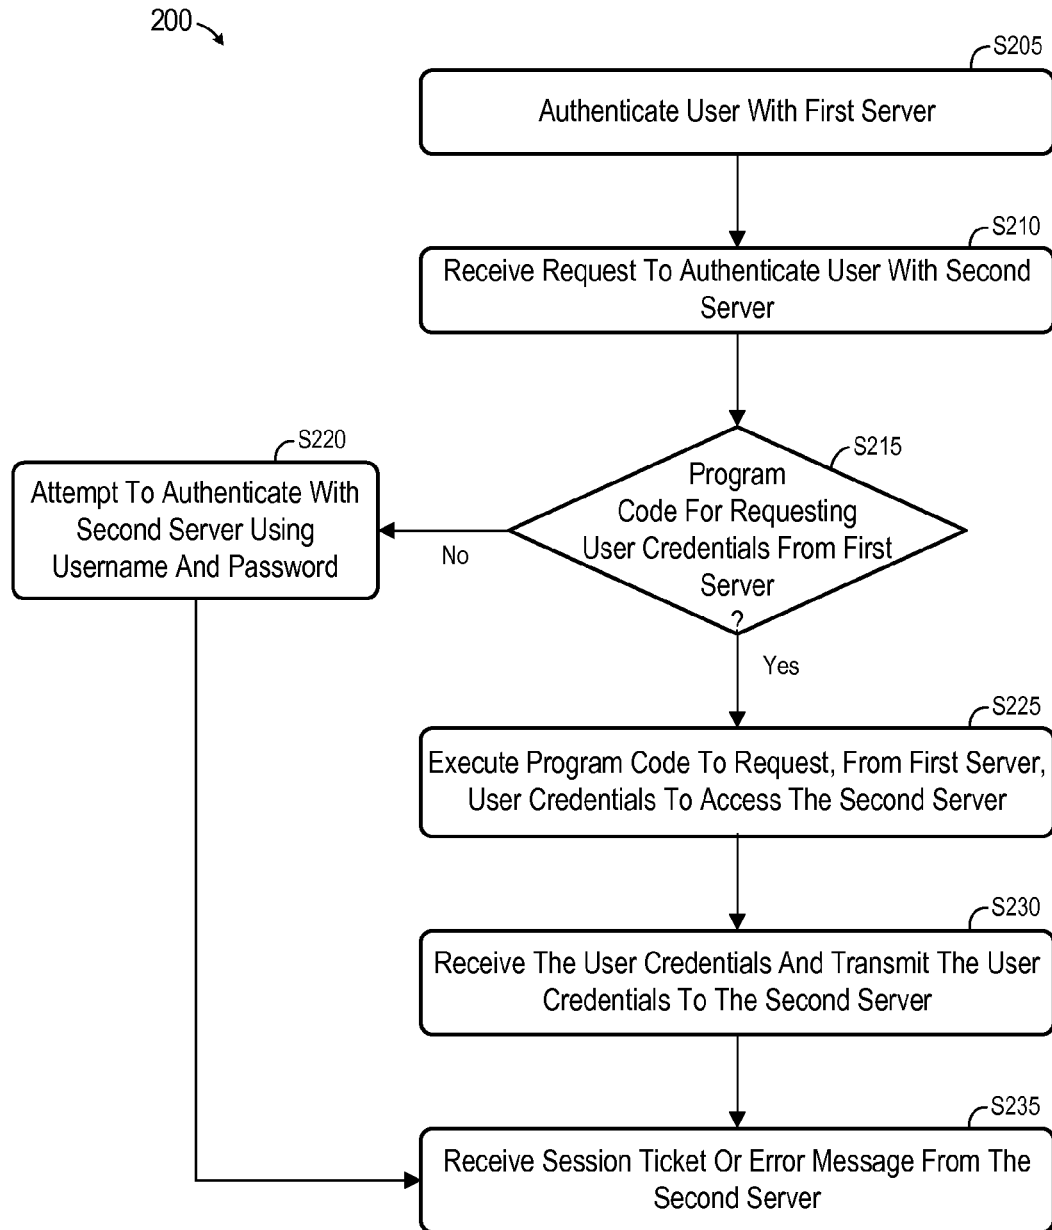 200
S205
Authenticate User With First Server
S210
Receive Request To Authenticate User With Second
Server
S215
Program
Code For Requesting
User Credentials From First
Server
?
No
Yes
S220
Attempt To Authenticate With
Second Server Using
Username And Password
S225
Execute Program Code To Request, From First Server,
User Credentials To Access The Second Server
S230
Receive The User Credentials And Transmit The User
Credentials To The Second Server
S235
Receive Session Ticket Or Error Message From The
Second Server